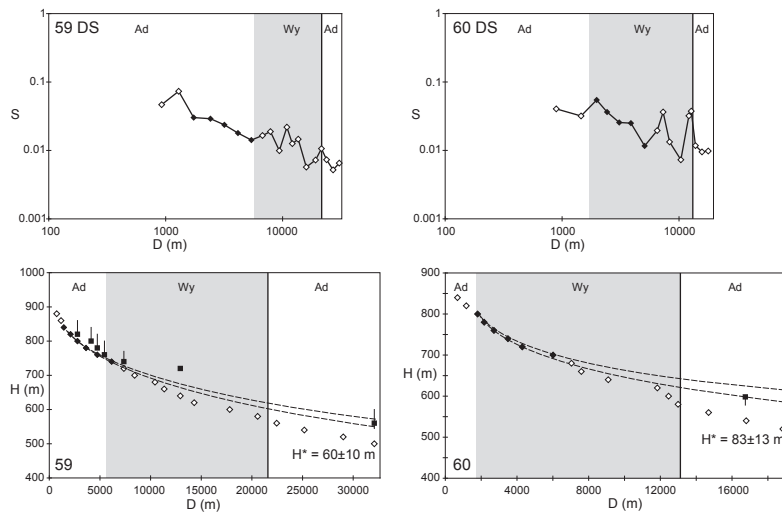 59 DS
Ad
Wy
Ad
1
0.1
S
0.01
0.001
100
1000
10000
D (m)
60 DS
Ad
Wy
Ad
1
0.1
S
0.01
0.001
100
1000
10000
D (m)
1000
900
800
700
H (m)
600
500
400
Ad
Wy
Ad
59
H* = 60±10 m
0
5000
10000
15000
20000
25000
30000
D (m)
900
800
700
H (m)
600
500
400
Ad
Wy
Ad
60
H* = 83±13 m
0
4000
8000
12000
16000
D (m)